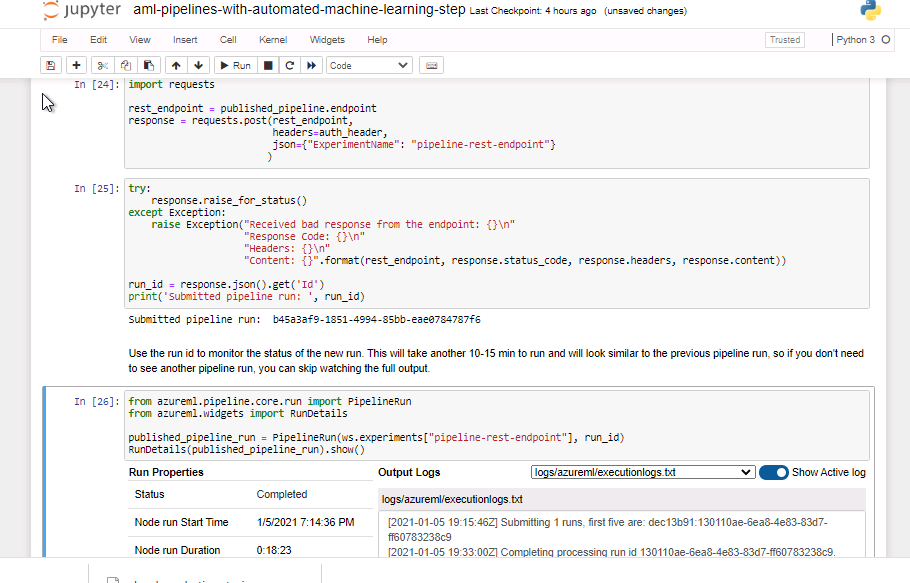 jupyter aml-pipelines-with-automated-machine-learning-step Last Checkpoint: 4 hours ago (unsaved changes)
File Edit View Insert Cell Kernel Widgets Help Trusted Python 3
Run Code
In [24]: import requests
rest_endpoint = published_pipeline.endpoint
response = requests.post(rest_endpoint,
headers=auth_header,
json={"ExperimentName": "pipeline-rest-endpoint"}
)
In [25]: try:
response.raise_for_status()
except Exception:
raise Exception("Received bad response from the endpoint: {}\n"
"Response Code: {}\n"
"Headers: {}\n"
"Content: {}".format(rest_endpoint, response.status_code, response.headers, response.content))
run_id = response.json().get('Id')
print('Submitted pipeline run: ', run_id)
Submitted pipeline run:  b45a3af9-1851-4994-85bb-eae0784787f6
Use the run id to monitor the status of the new run. This will take another 10-15 min to run and will look similar to the previous pipeline run, so if you don't need
to see another pipeline run, you can skip watching the full output.
In [26]: from azureml.pipeline.core.run import PipelineRun
from azureml.widgets import RunDetails
published_pipeline_run = PipelineRun(ws.experiments["pipeline-rest-endpoint"], run_id)
RunDetails(published_pipeline_run).show()
Run Properties Output Logs logs/azureml/executionlogs.txt Show Active log
Status Completed logs/azureml/executionlogs.txt
Node run Start Time 1/5/2021 7:14:36 PM [2021-01-05 19:15:46Z] Submitting 1 runs, first five are: dec13b91:130110ae-6ea8-4e83-83d7-
ff60783238c9
Node run Duration 0:18:23 [2021-01-05 19:33:00Z] Completing processing run id 130110ae-6ea8-4e83-83d7-ff60783238c9.